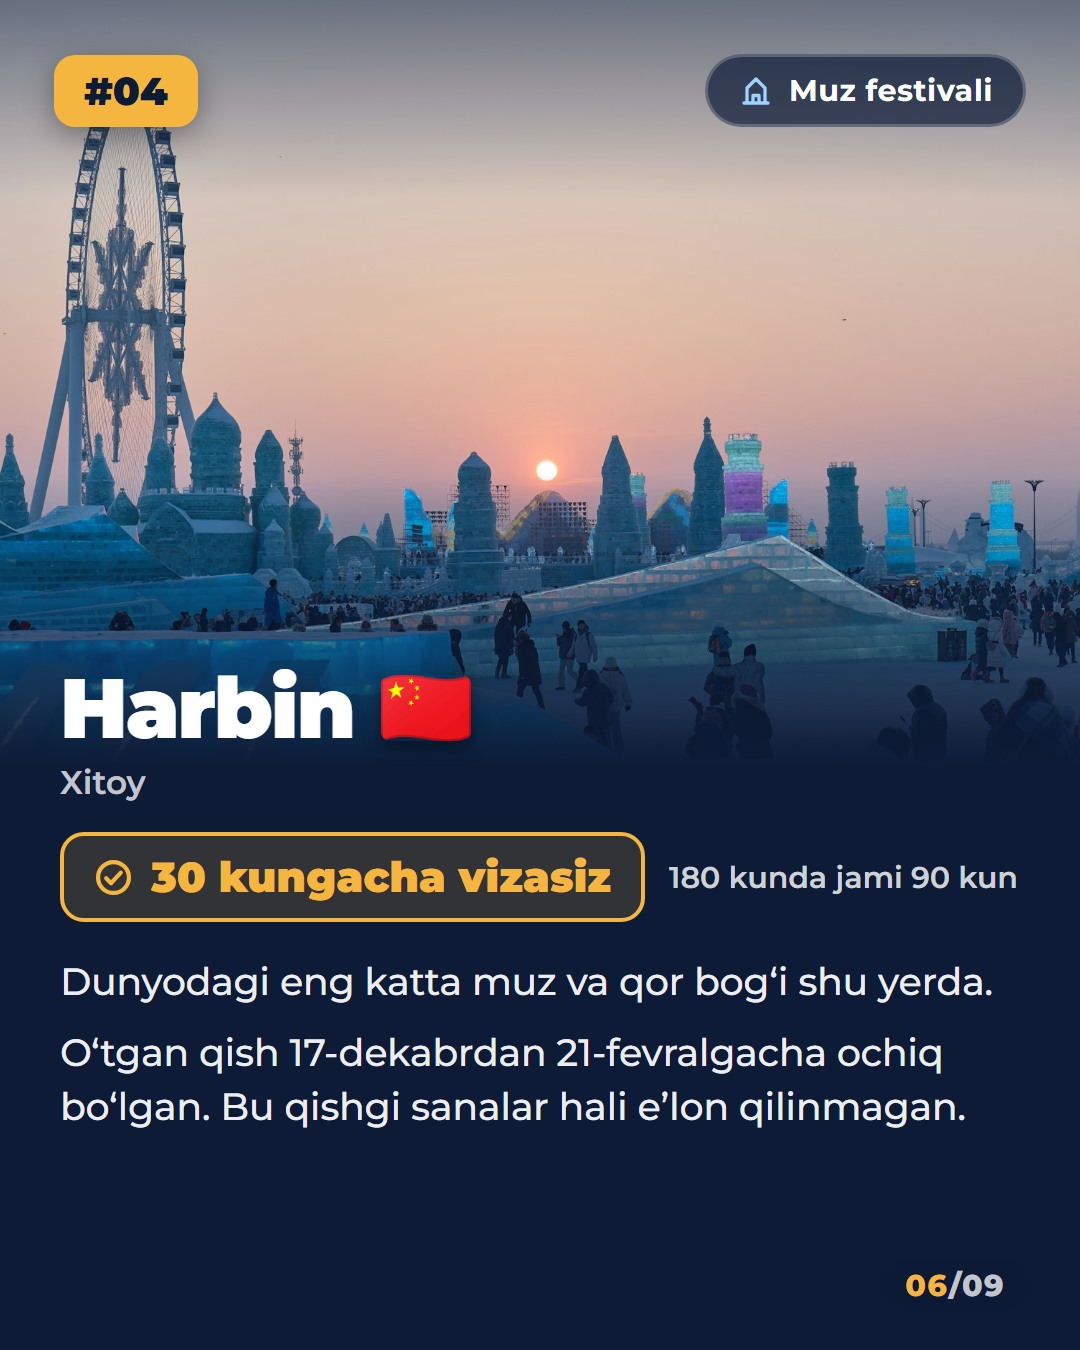 #04
Muz festivali
Harbin 🇨🇳
Xitoy
30 kungacha vizasiz
180 kunda jami 90 kun
Dunyodagi eng katta muz va qor bog‘i shu yerda.
O‘tgan qish 17-dekabrdan 21-fevralgacha ochiq
bo‘lgan. Bu qishgi sanalar hali e’lon qilinmagan.
06/09